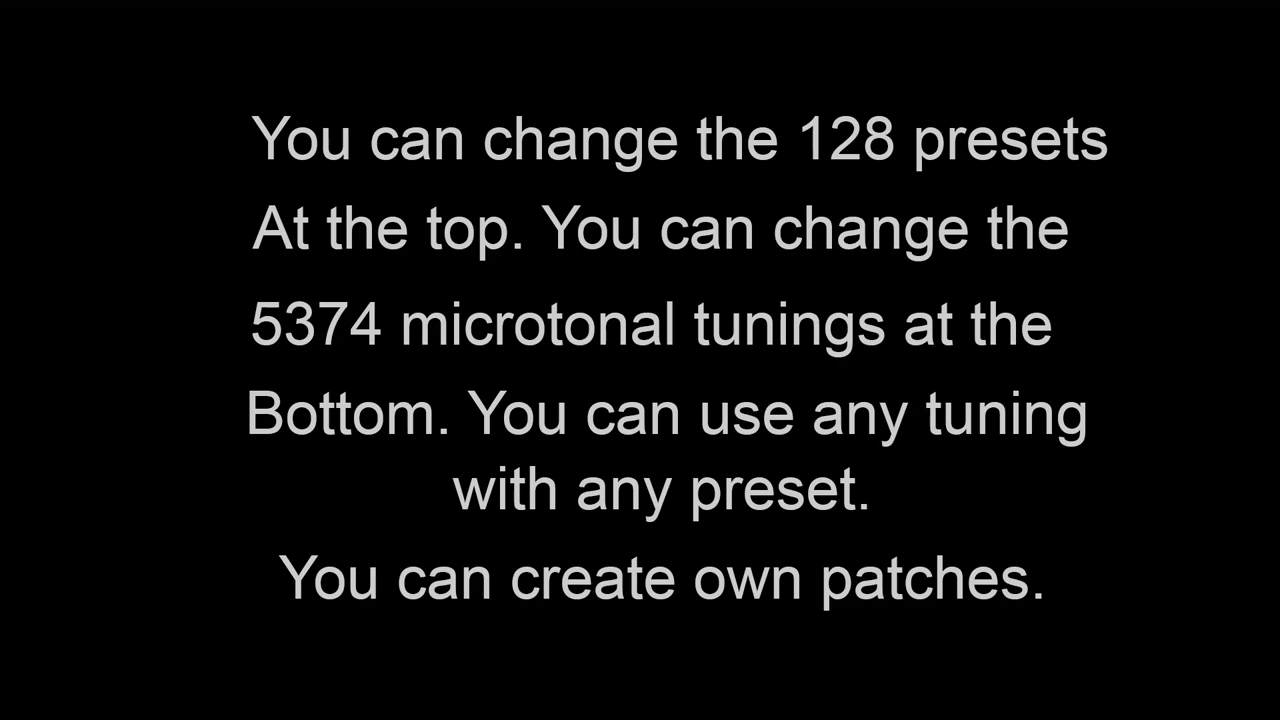 You can change the 128 presets
At the top. You can change the
5374 microtonal tunings at the
Bottom. You can use any tuning
with any preset.
You can create own patches.